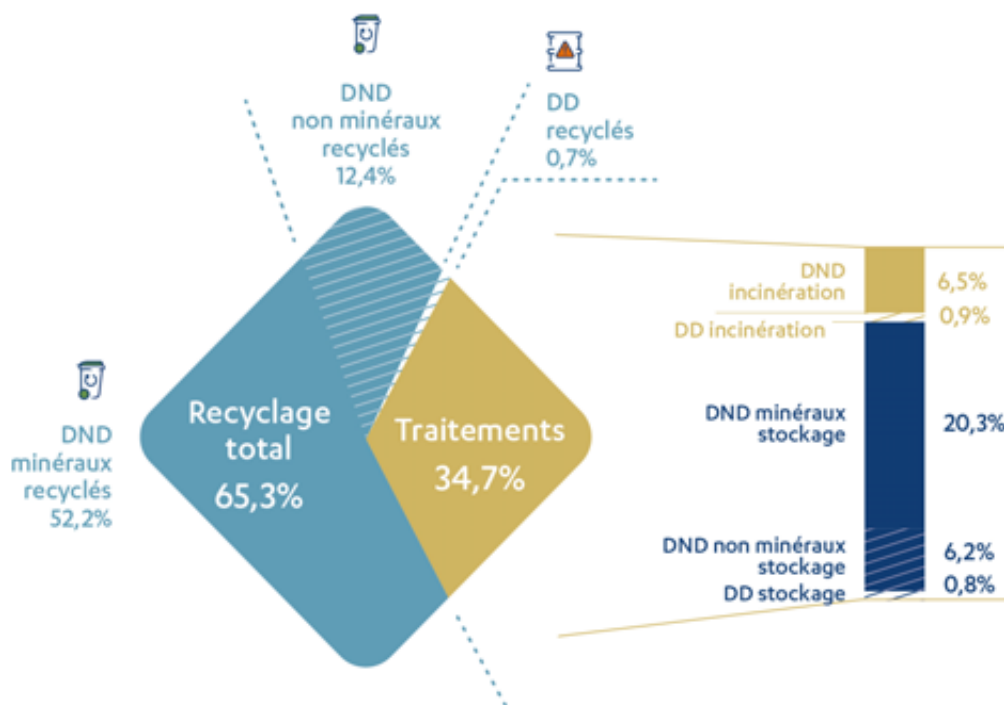 DND
non minéraux
recyclés
12,4%
DD
recyclés
0,7%
DND
minéraux
recyclés
52,2%
Recyclage
total
65,3%
Traitements
34,7%
DND
incinération
6,5%
DD incinération
0,9%
DND minéraux
stockage
20,3%
DND non minéraux
stockage
6,2%
DD stockage
0,8%